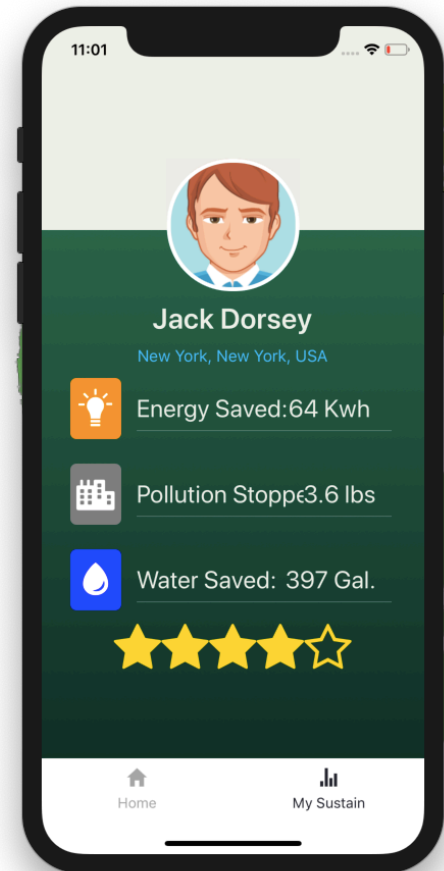 11:01
Jack Dorsey
New York, New York, USA
Energy Saved:64 Kwh
Pollution Stoppe3.6 lbs
Water Saved: 397 Gal.
Home
My Sustain